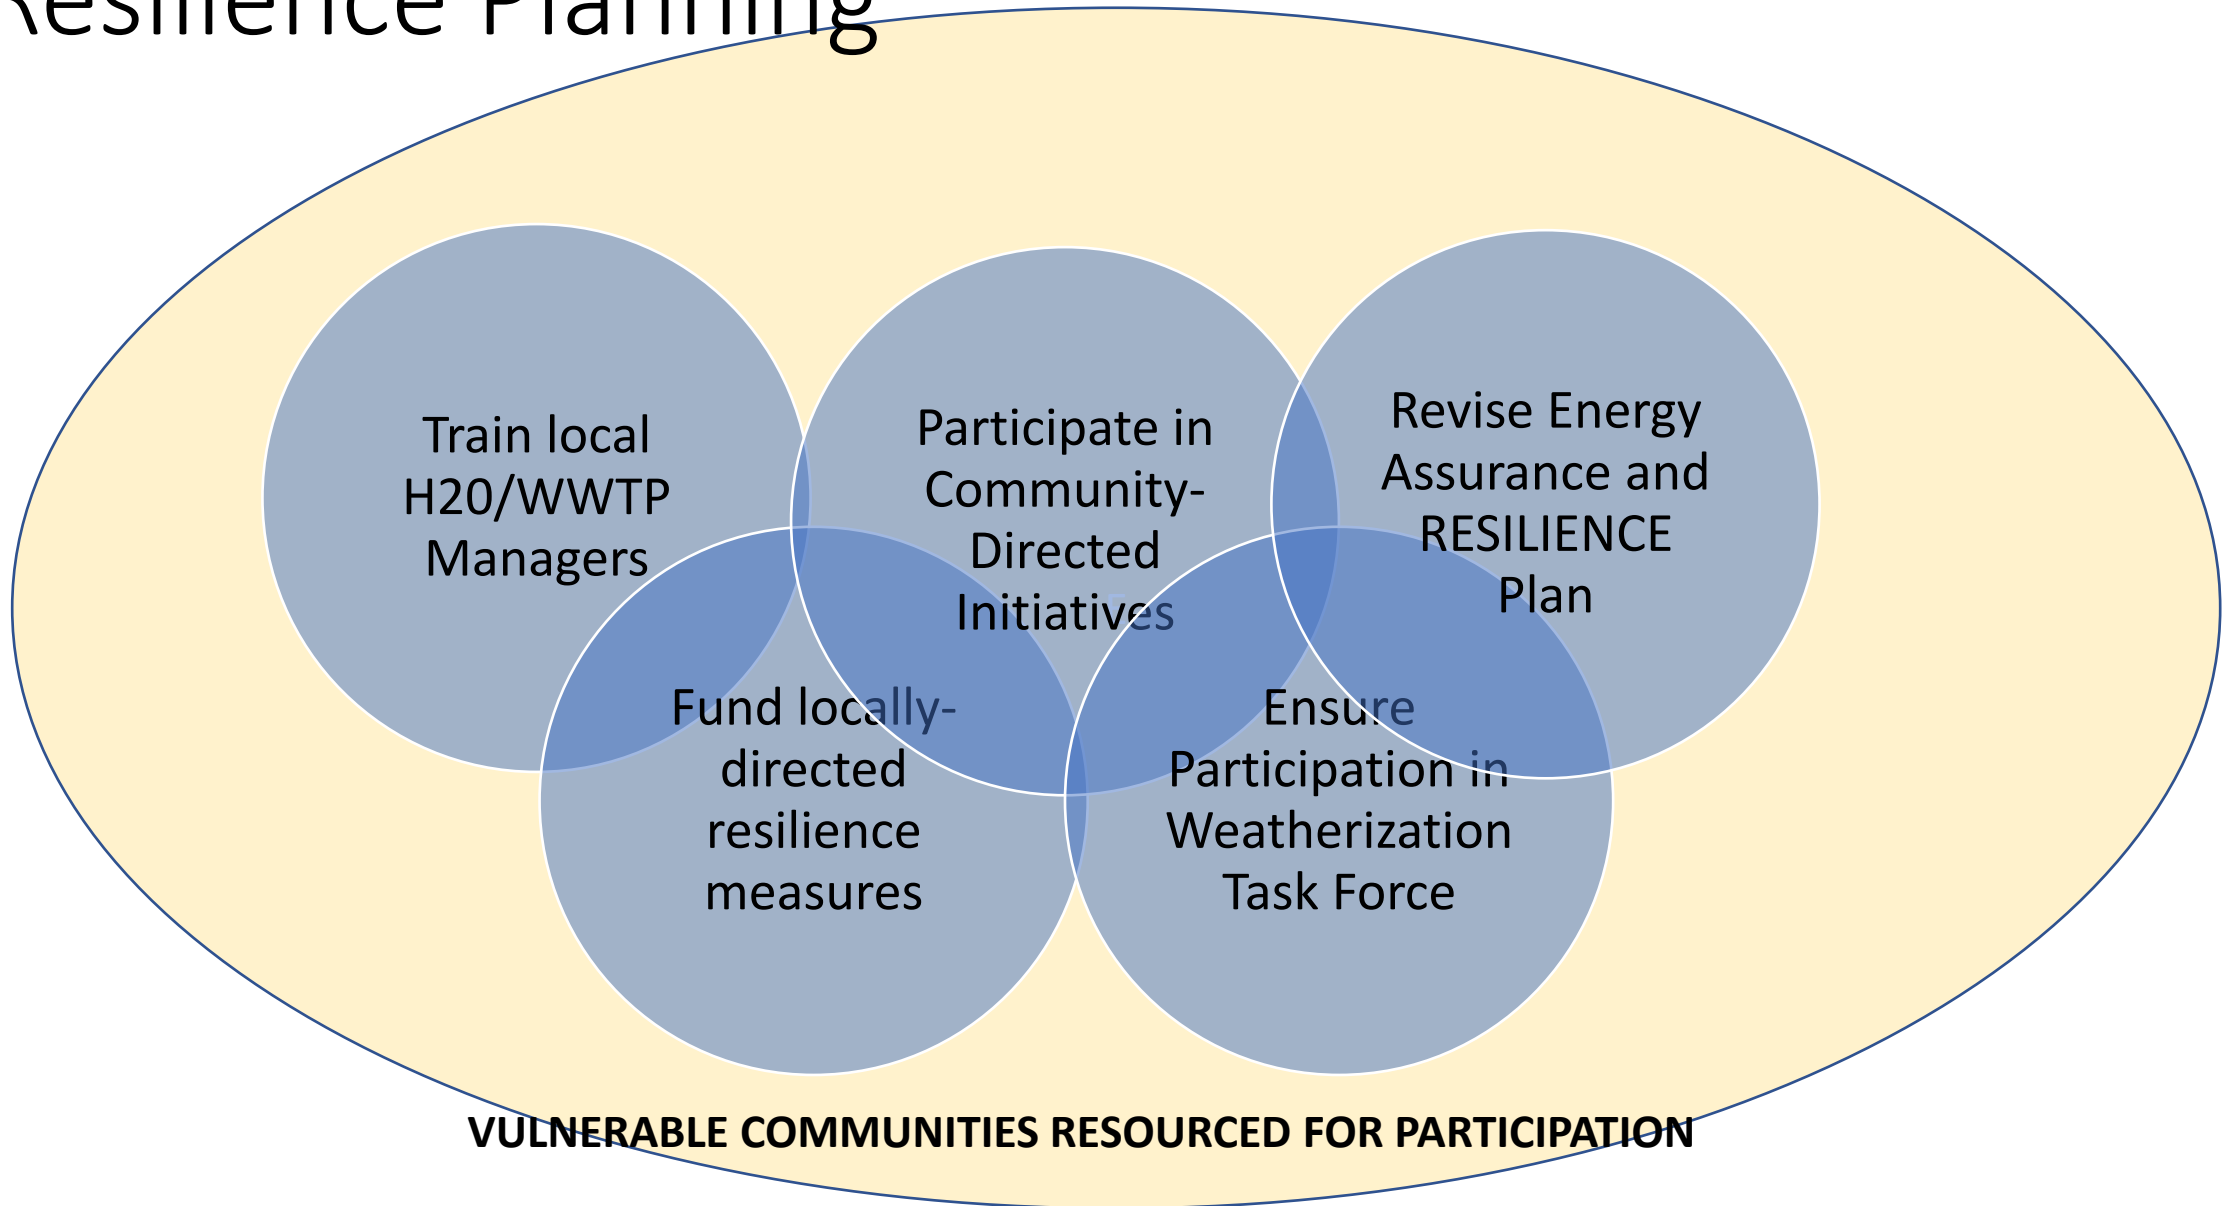 Resilience Planning
Train local
H20/WWTP
Managers
Participate in
Community-
Directed
Initiatives
Revise Energy
Assurance and
RESILIENCE
Plan
Fund locally-
directed
resilience
measures
Ensure
Participation in
Weatherization
Task Force
VULNERABLE COMMUNITIES RESOURCED FOR PARTICIPATION